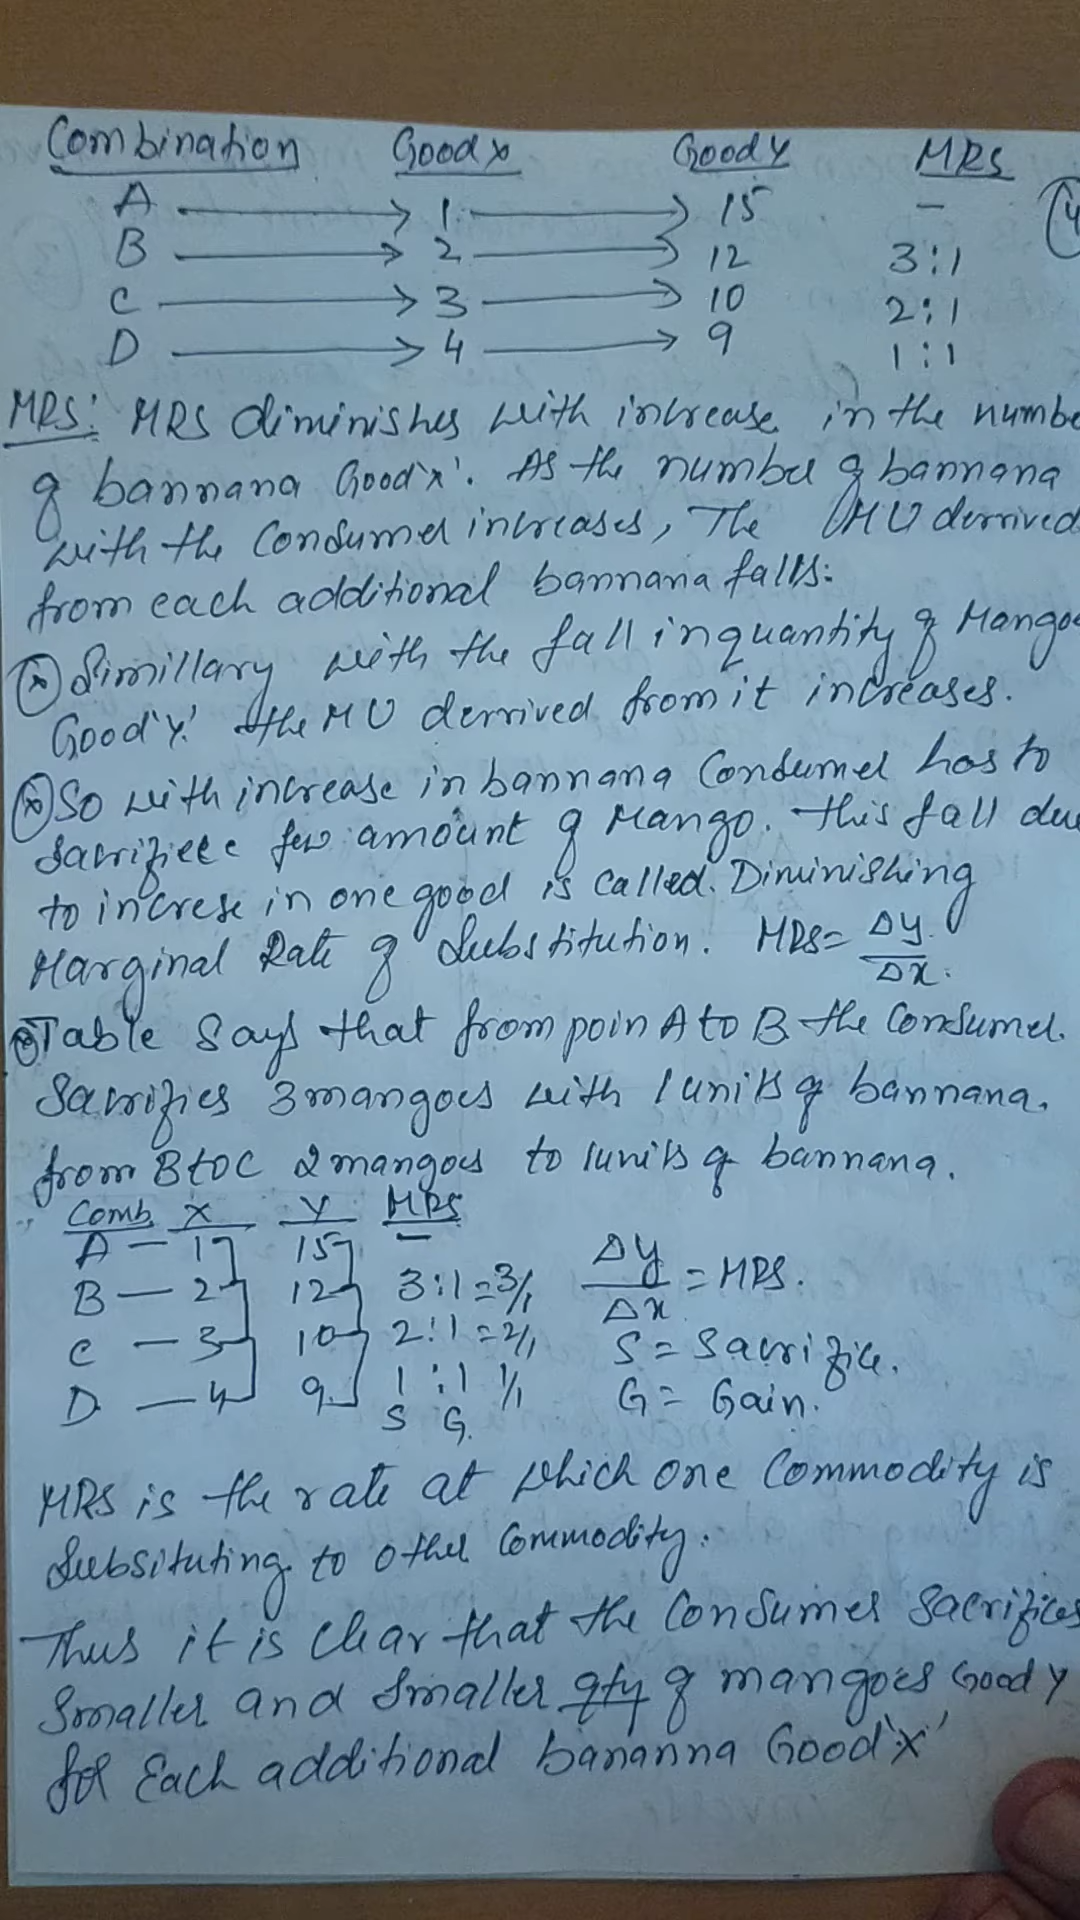 Combination Good x Good y MRS
A 1 15 -
B 2 12 3:1
C 3 10 2:1
D 4 9 1:1
MRS: MRS diminishes with increase in the numbe
of bannana Good 'x'. As the number of bannana
with the Consumer increases, The MU derrived
from each additional bannana falls:
Simillary with the fall in quantity of Mangoe
Good 'y' the MU derrived from it increases.
So with increase in bannana Consumer has to
Sacrifiece few amount of Mango. this fall due
to increse in one good is called. Diminishing
Marginal Rate of Substitution. MRS = Δy/Δx.
Table Says that from poin A to B the Consumer.
Sacrifies 3 mangoes with 1 units of bannana.
from B to C 2 mangoes to 1 units of bannana.
Comb. X Y MRS
A - 1 15 -
B - 2 12 3:1 = 3/1 Δy/Δx = MRS.
C - 3 10 2:1 = 2/1 S = Sacrifice.
D - 4 9 1:1 1/1 G = Gain.
S G.
MRS is the rate at which one Commodity is
Subsituting to other Commodity.
Thus it is clear that the Consumer Sacrifices
Smaller and Smaller qty of mangoes Good y
for Each additional bananna Good 'x'